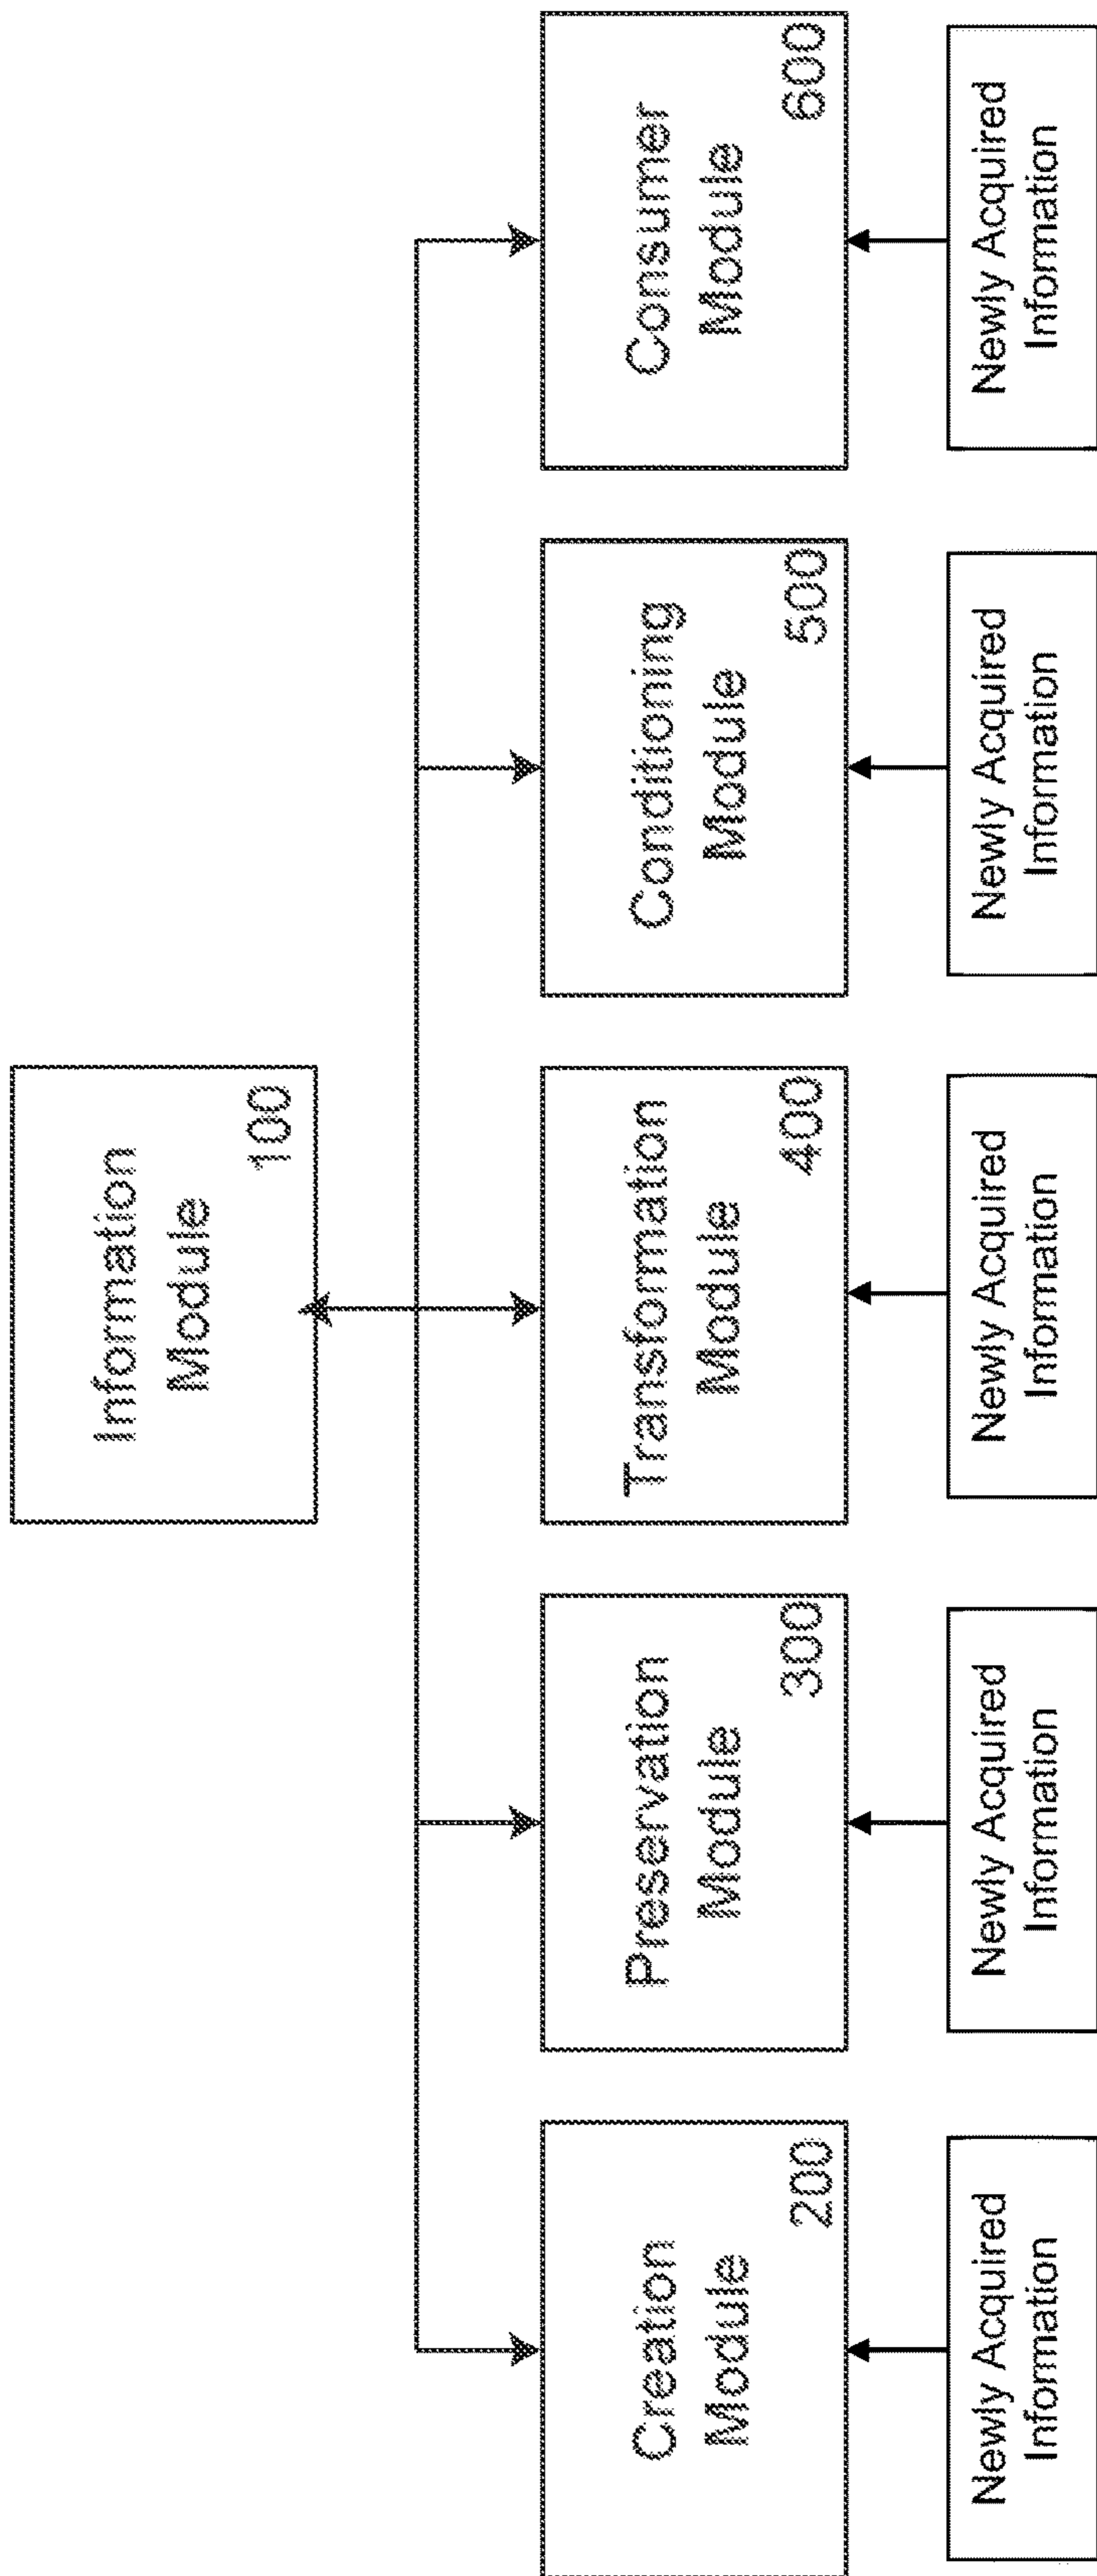 Information
Module
100
Creation
Module
200
Preservation
Module
300
Transformation
Module
400
Conditioning
Module
500
Consumer
Module
600
Newly Acquired
Information
Newly Acquired
Information
Newly Acquired
Information
Newly Acquired
Information
Newly Acquired
Information